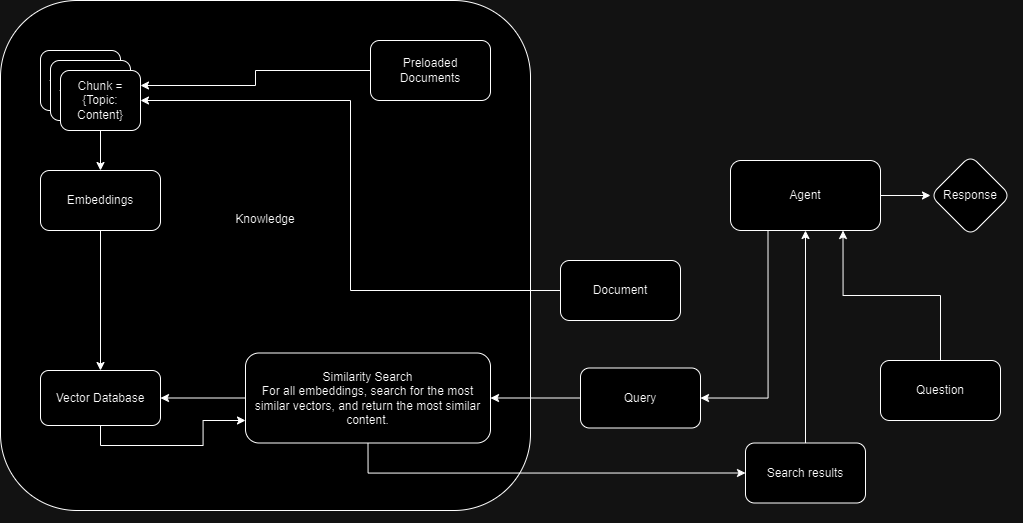 Preloaded
Documents
Chunk =
{Topic:
Content}
Embeddings
Knowledge
Agent
Response
Document
Vector Database
Similarity Search
For all embeddings, search for the most
similar vectors, and return the most similar
content.
Query
Question
Search results